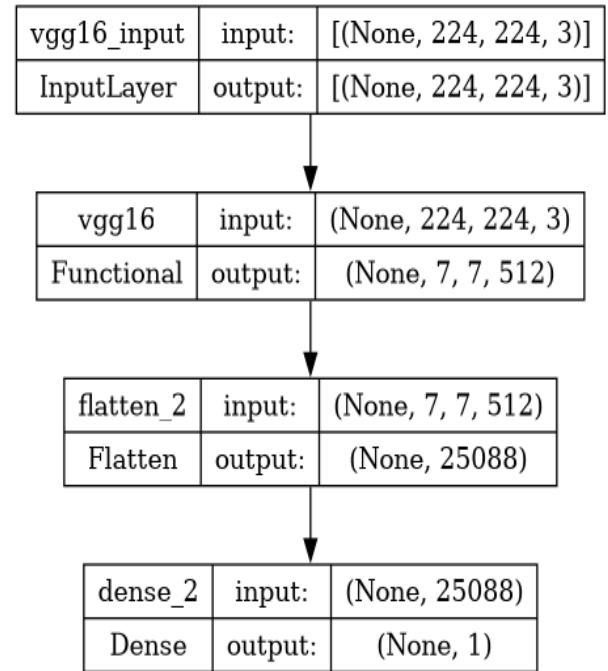 vgg16_input input: [(None, 224, 224, 3)]
InputLayer output: [(None, 224, 224, 3)]
vgg16 input: (None, 224, 224, 3)
Functional output: (None, 7, 7, 512)
flatten_2 input: (None, 7, 7, 512)
Flatten output: (None, 25088)
dense_2 input: (None, 25088)
Dense output: (None, 1)